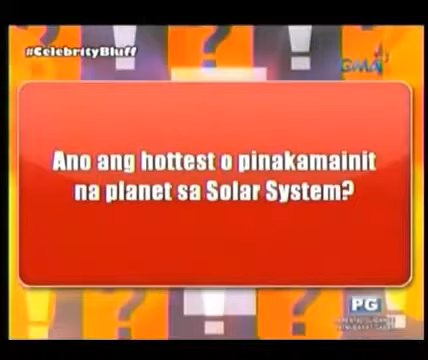 #CelebrityBluff
GMA
Ano ang hottest o pinakamainit
na planet sa Solar System?
PG